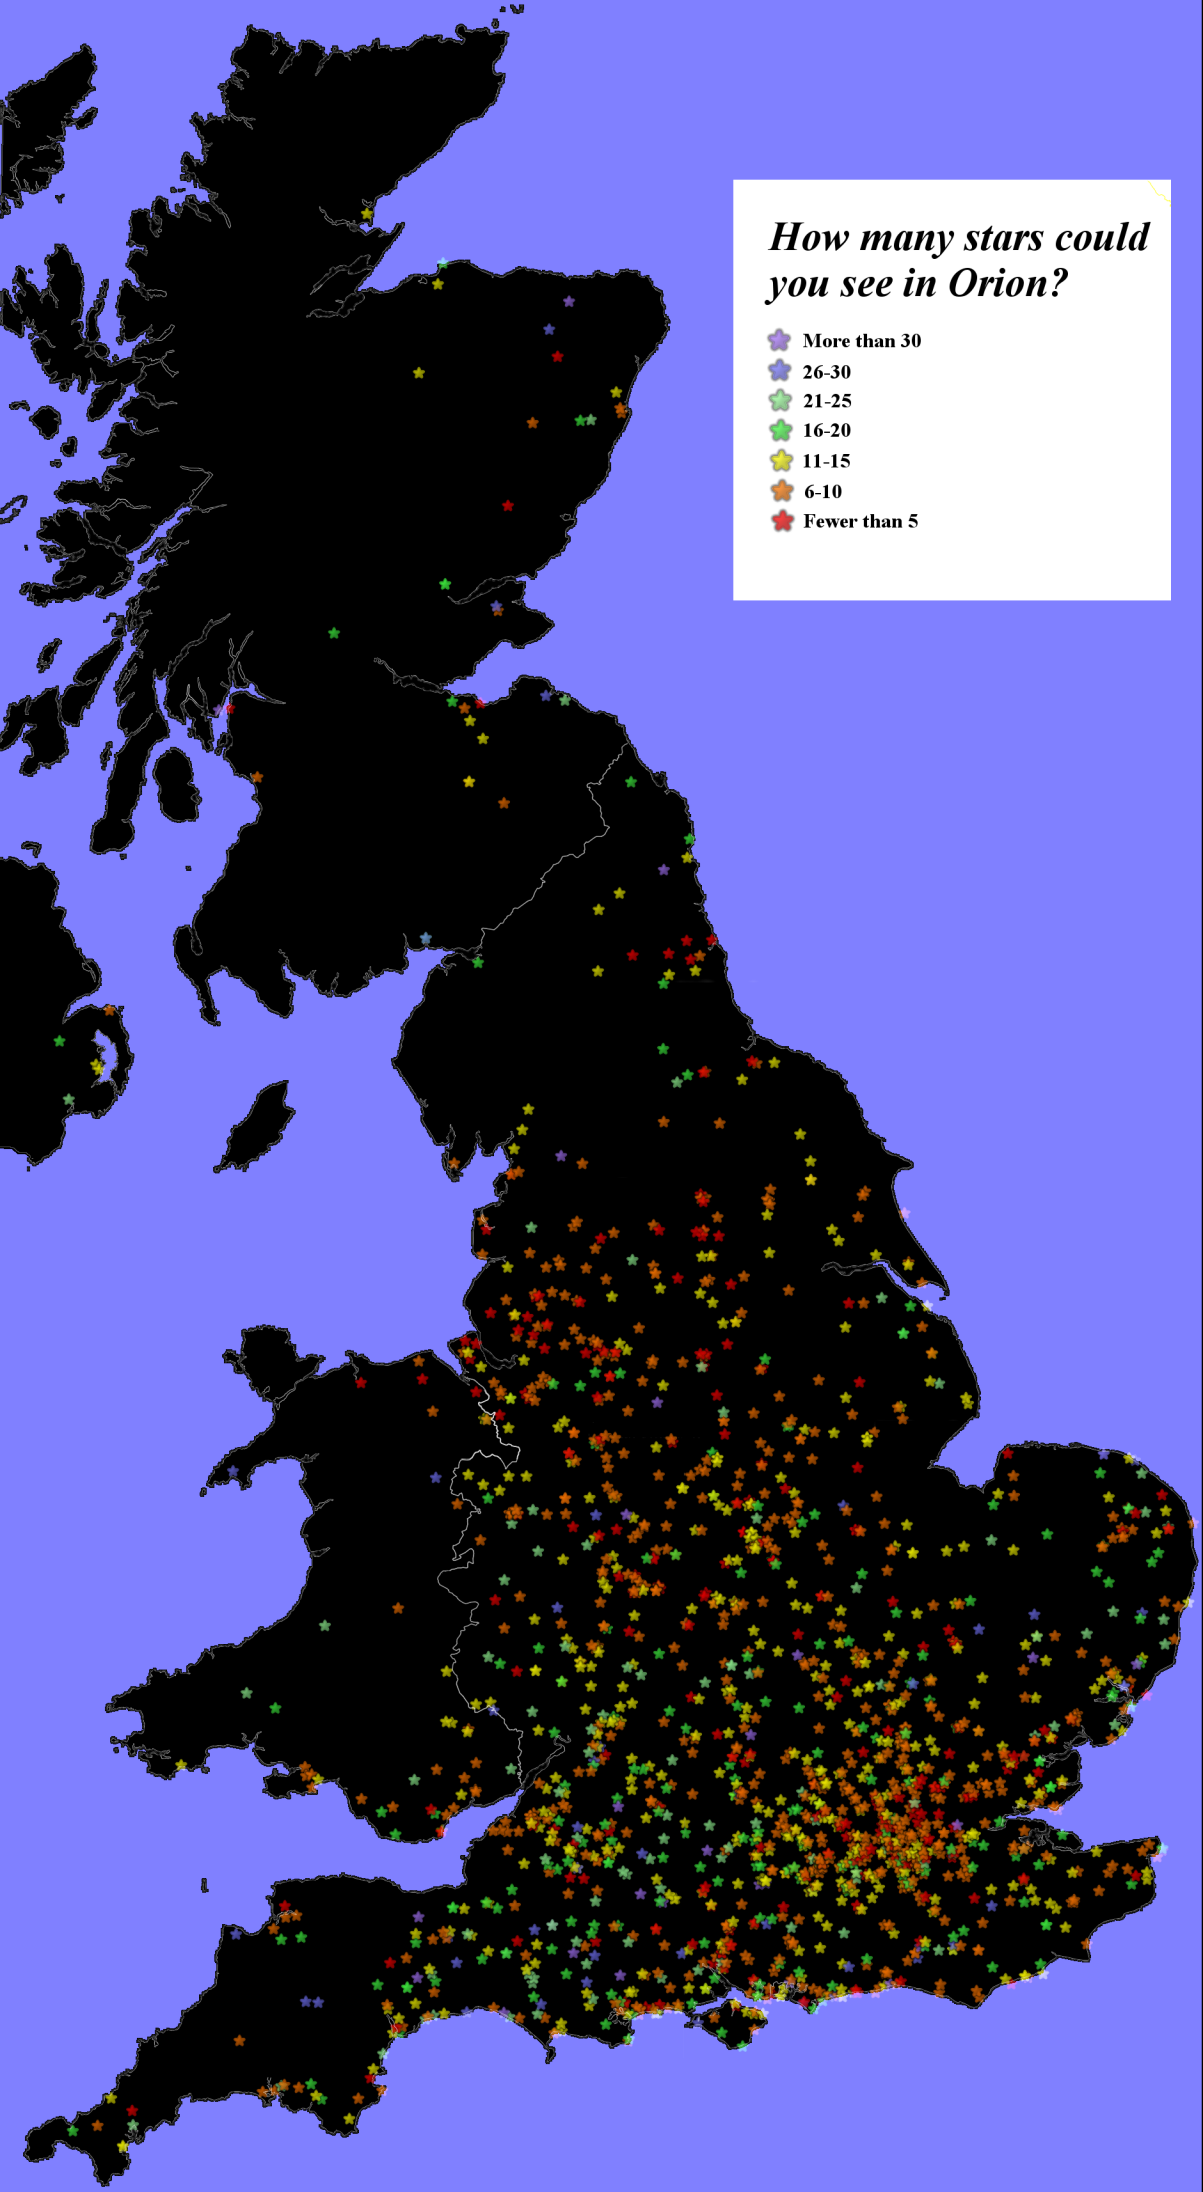 How many stars could
you see in Orion?
More than 30
26-30
21-25
16-20
11-15
6-10
Fewer than 5